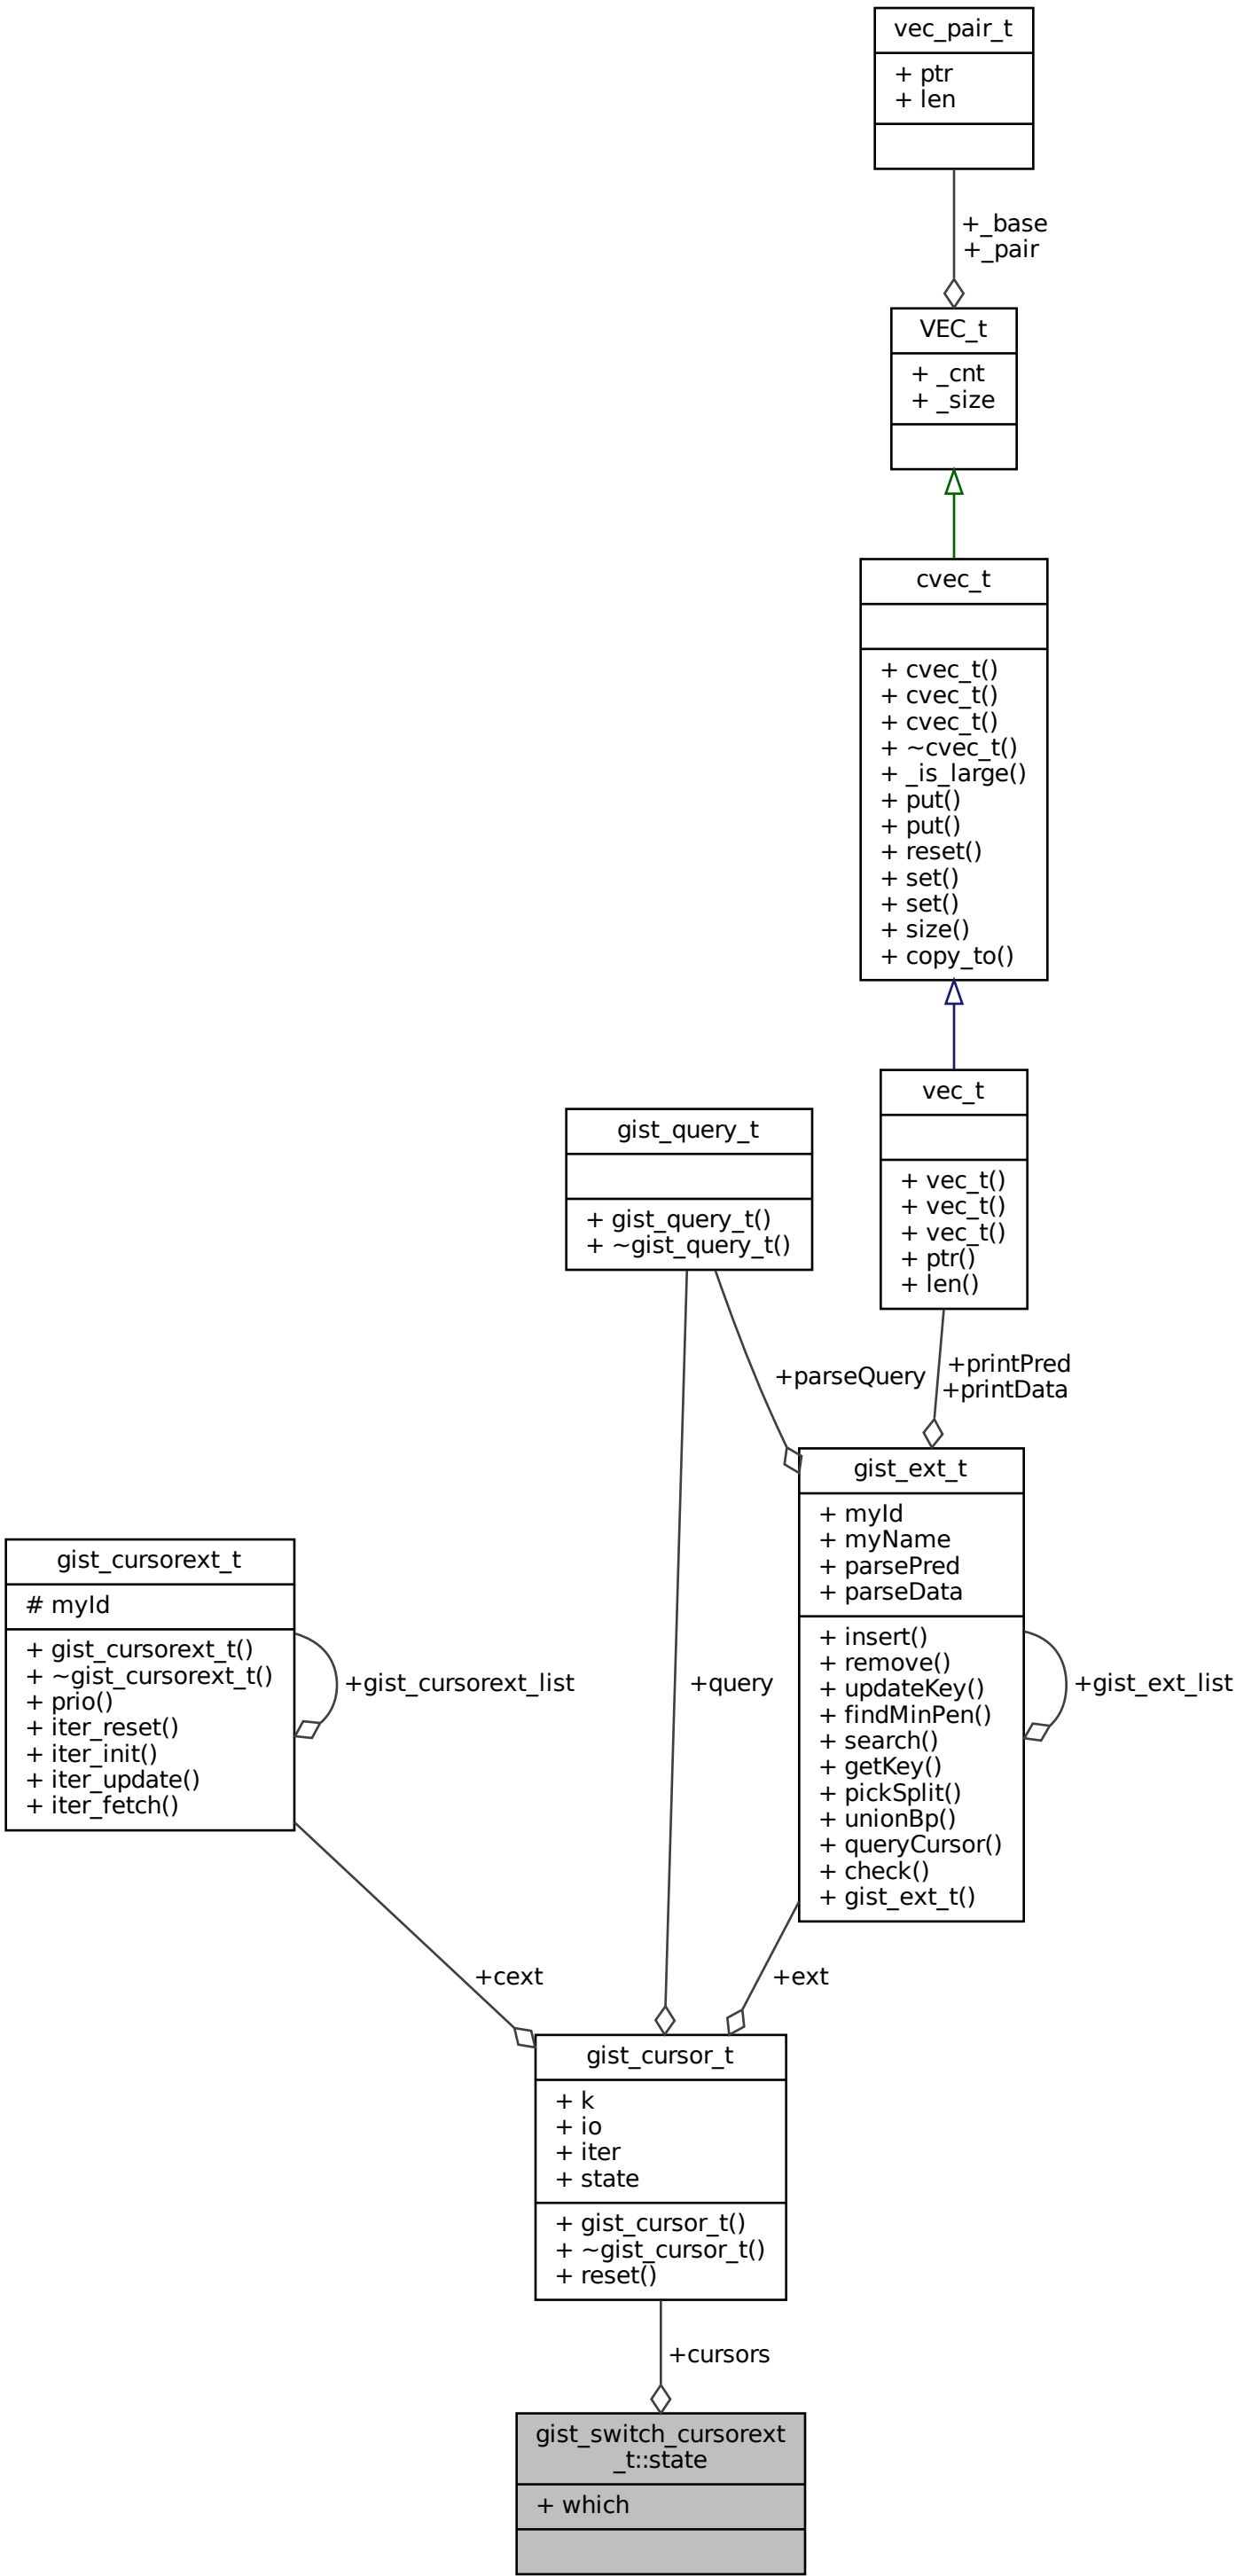 vec_pair_t
+ ptr
+ len
+_base
+_pair
VEC_t
+ _cnt
+ _size
cvec_t
+ cvec_t()
+ cvec_t()
+ cvec_t()
+ ~cvec_t()
+ _is_large()
+ put()
+ put()
+ reset()
+ set()
+ set()
+ size()
+ copy_to()
vec_t
+ vec_t()
+ vec_t()
+ vec_t()
+ ptr()
+ len()
gist_query_t
+ gist_query_t()
+ ~gist_query_t()
+parseQuery
+printPred
+printData
gist_ext_t
+ myId
+ myName
+ parsePred
+ parseData
+ insert()
+ remove()
+ updateKey()
+ findMinPen()
+ search()
+ getKey()
+ pickSplit()
+ unionBp()
+ queryCursor()
+ check()
+ gist_ext_t()
+gist_ext_list
gist_cursorext_t
# myId
+ gist_cursorext_t()
+ ~gist_cursorext_t()
+ prio()
+ iter_reset()
+ iter_init()
+ iter_update()
+ iter_fetch()
+gist_cursorext_list
+query
+cext
+ext
gist_cursor_t
+ k
+ io
+ iter
+ state
+ gist_cursor_t()
+ ~gist_cursor_t()
+ reset()
+cursors
gist_switch_cursorext
_t::state
+ which